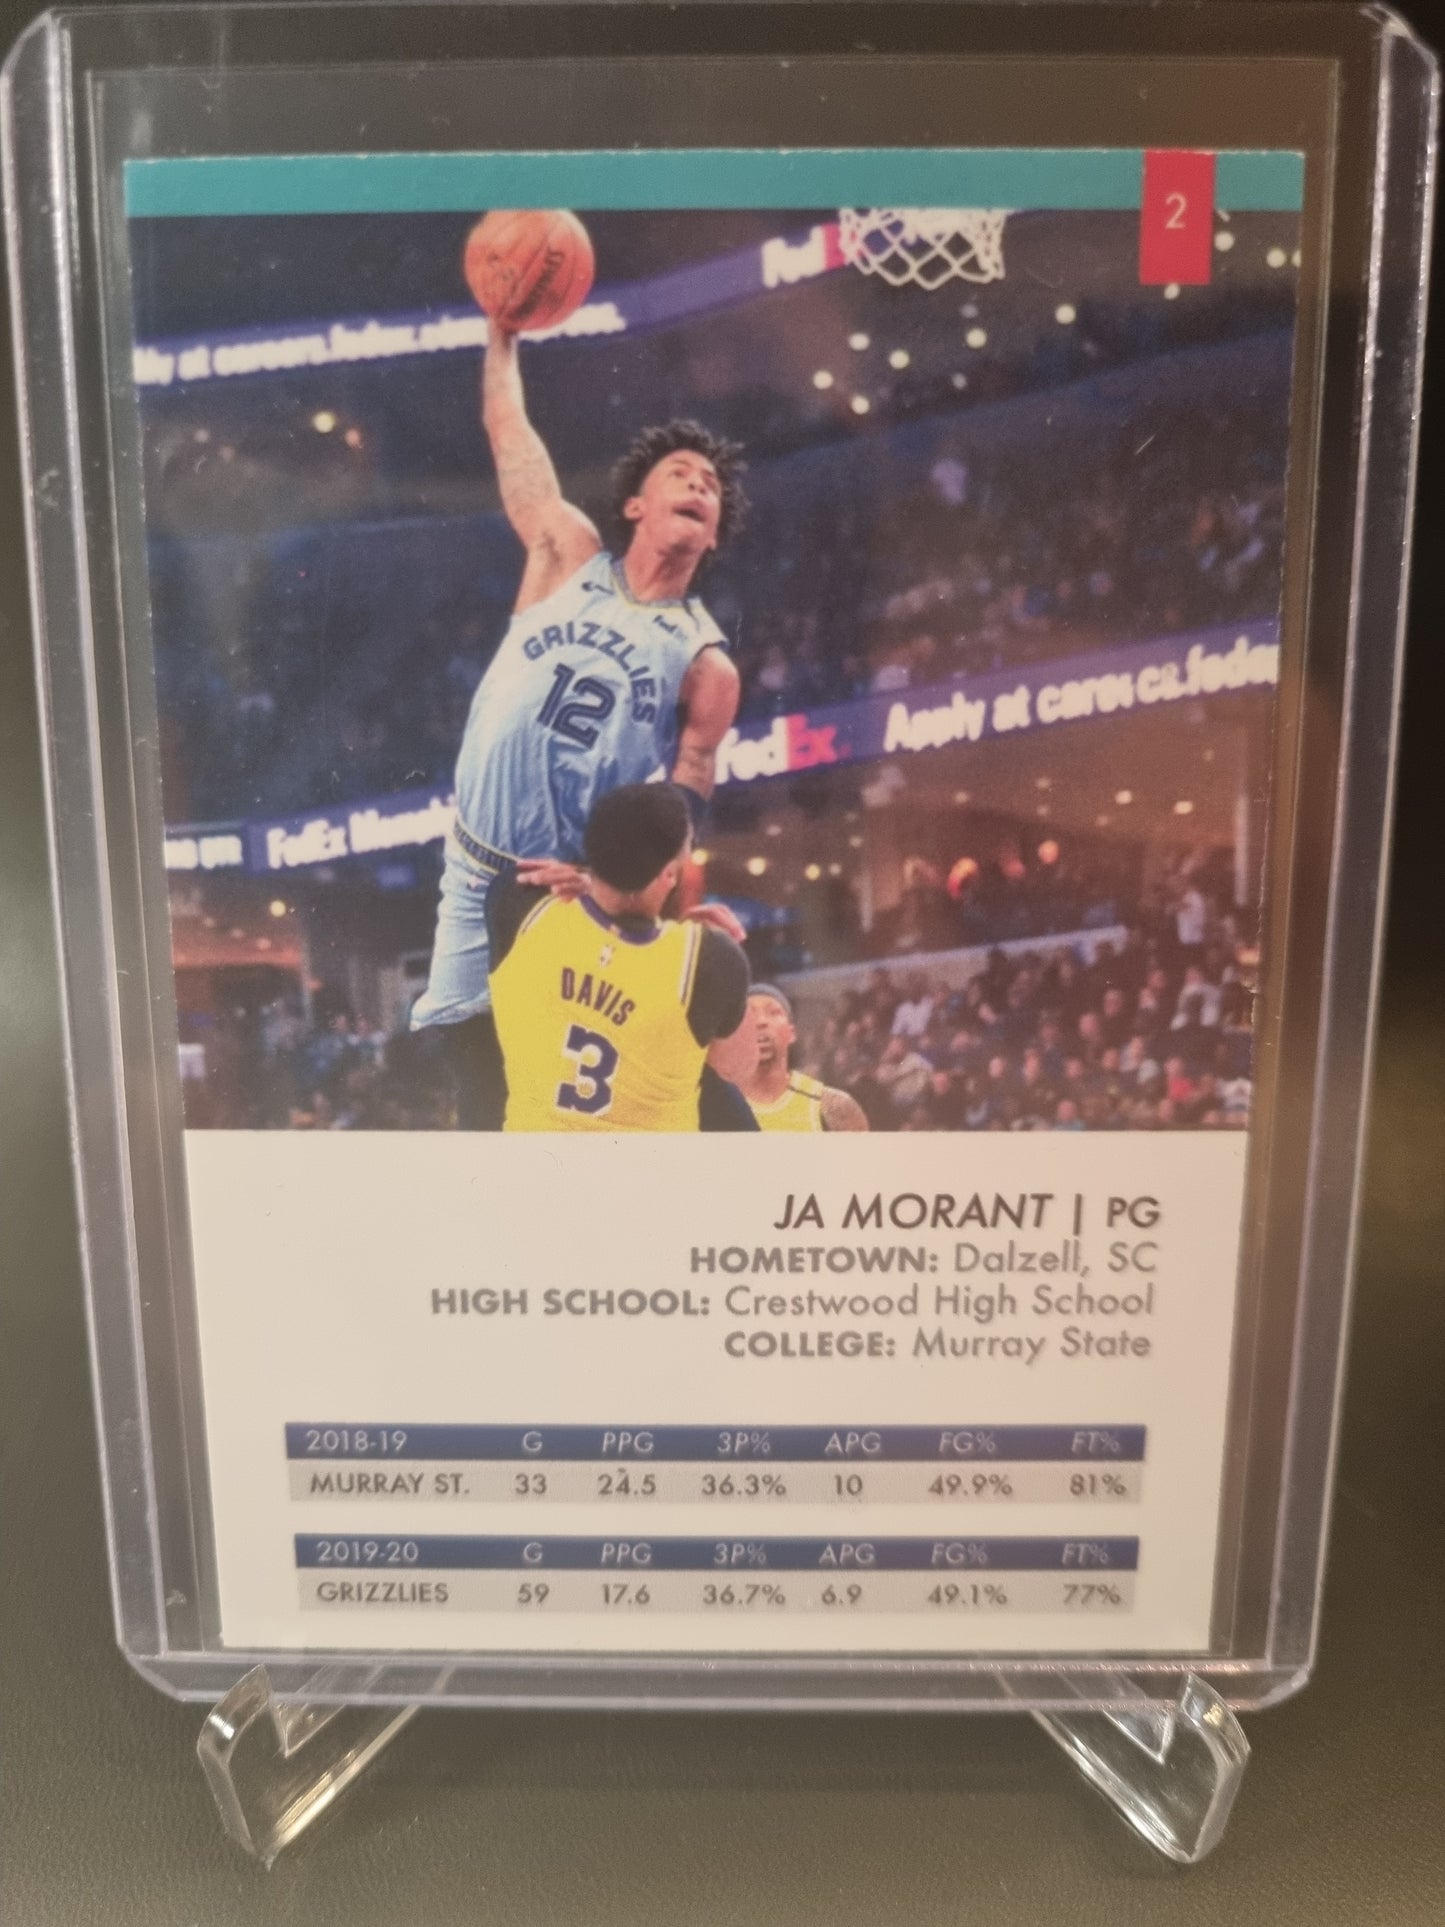 2
Fed
ly at careers.fedex.com
GRIZZLIES
12
Apply at
FedEx.
FedEx
DAVIS
3
JA MORANT | PG
HOMETOWN: Dalzell, SC
HIGH SCHOOL: Crestwood High School
COLLEGE: Murray State
2018-19 G PPG 3P% APG FG% FT%
MURRAY ST. 33 24.5 36.3% 10 49.9% 81%
2019-20 G PPG 3P% APG FG% FT%
GRIZZLIES 59 17.6 36.7% 6.9 49.1% 77%